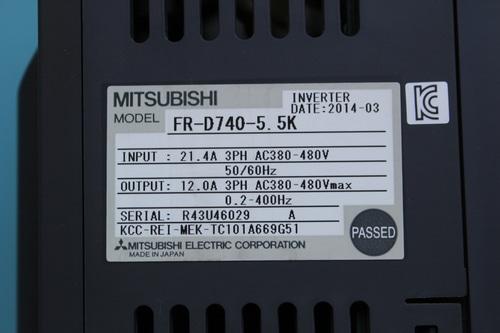 MITSUBISHI INVERTER
DATE:2014-03
MODEL FR-D740-5.5K
INPUT : 21.4A 3PH AC380-480V
50/60Hz
OUTPUT: 12.0A 3PH AC380-480Vmax
0.2-400Hz
SERIAL: R43U46029 A
KCC-REI-MEK-TC101A669G51
MITSUBISHI ELECTRIC CORPORATION
MADE IN JAPAN
PASSED
KC